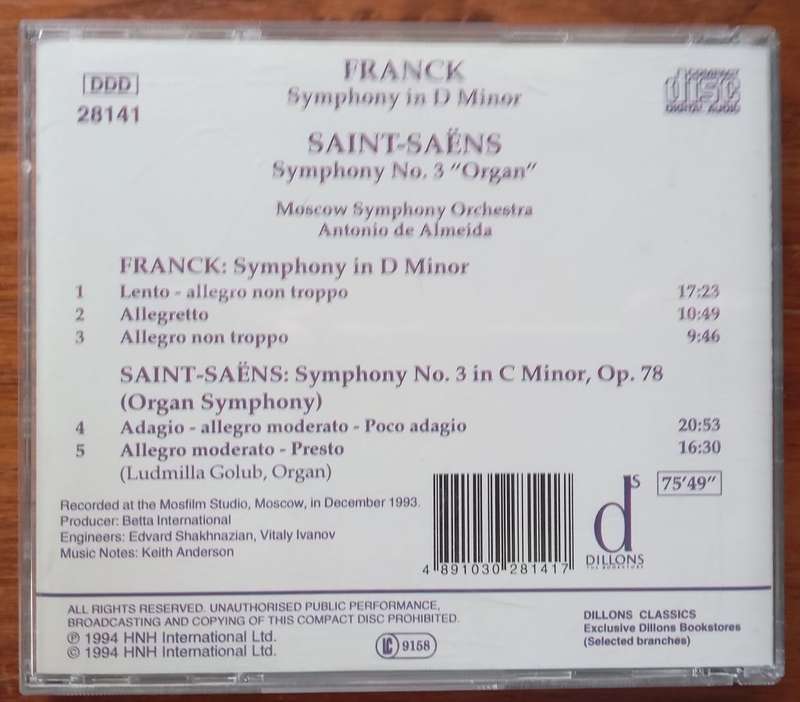 FRANCK
Symphony in D Minor
DDD
28141
disc
DIGITAL AUDIO
SAINT-SAËNS
Symphony No. 3 "Organ"
Moscow Symphony Orchestra
Antonio de Almeida
FRANCK: Symphony in D Minor
1 Lento - allegro non troppo 17:23
2 Allegretto 10:49
3 Allegro non troppo 9:46
SAINT-SAËNS: Symphony No. 3 in C Minor, Op. 78
(Organ Symphony)
4 Adagio - allegro moderato - Poco adagio 20:53
5 Allegro moderato - Presto 16:30
(Ludmilla Golub, Organ)
75'49"
Recorded at the Mosfilm Studio, Moscow, in December 1993.
Producer: Betta International
Engineers: Edvard Shakhnazian, Vitaly Ivanov
Music Notes: Keith Anderson
4 891030 281417
dS
DILLONS
THE BOOKSTORE
ALL RIGHTS RESERVED. UNAUTHORISED PUBLIC PERFORMANCE,
BROADCASTING AND COPYING OF THIS COMPACT DISC PROHIBITED.
℗ 1994 HNH International Ltd.
© 1994 HNH International Ltd.
LC 9158
DILLONS CLASSICS
Exclusive Dillons Bookstores
(Selected branches)